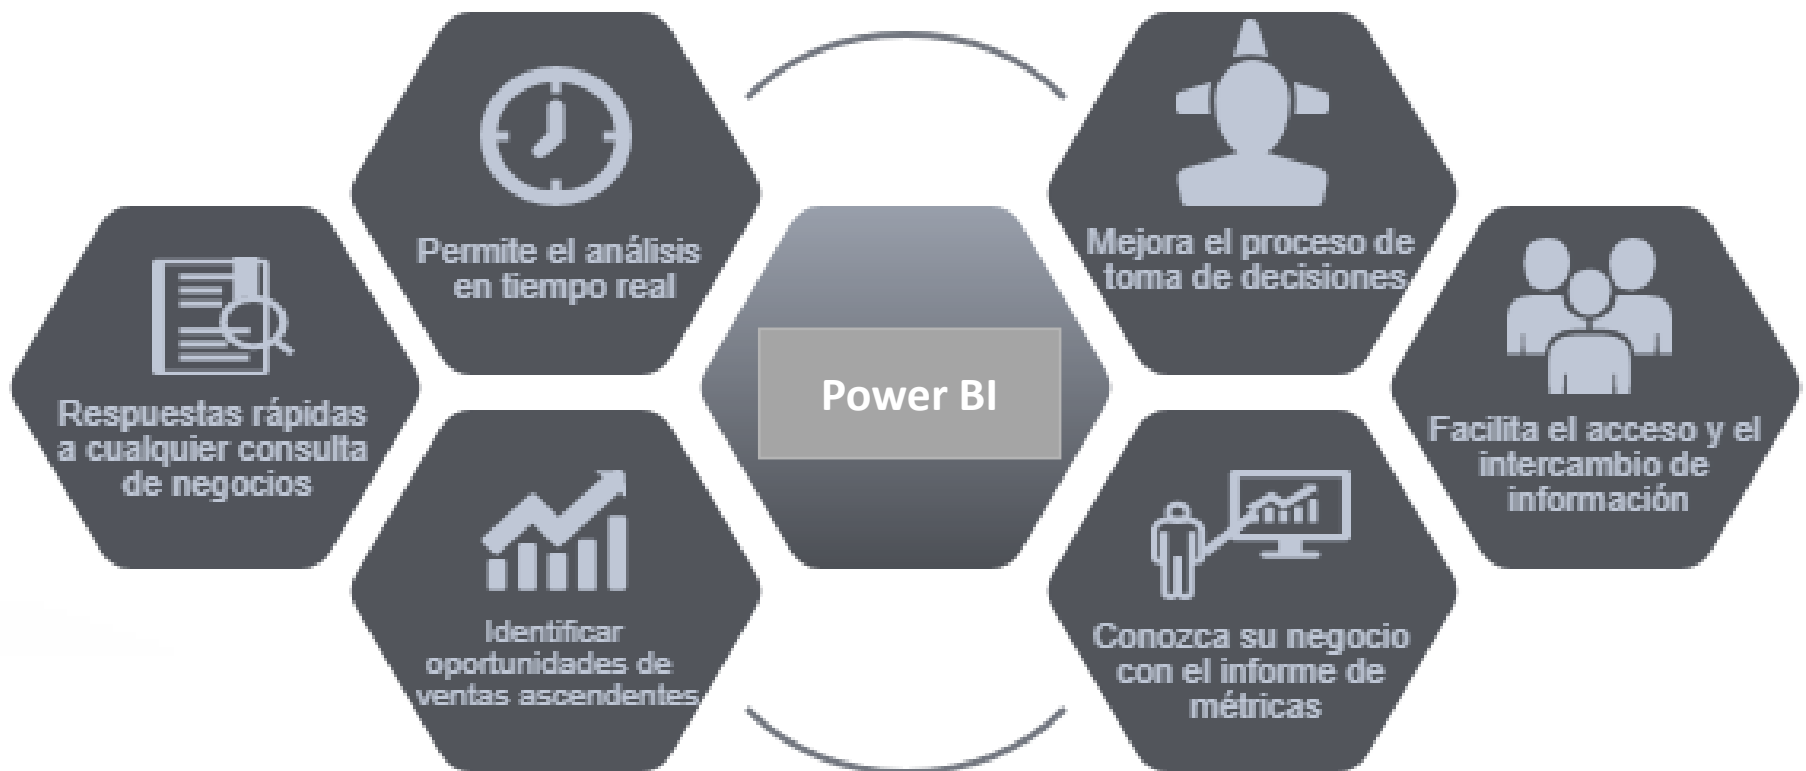 Permite el análisis
en tiempo real
Mejora el proceso de
toma de decisiones
Respuestas rápidas
a cualquier consulta
de negocios
Power BI
Facilita el acceso y el
intercambio de
información
Identificar
oportunidades de
ventas ascendentes
Conozca su negocio
con el informe de
métricas